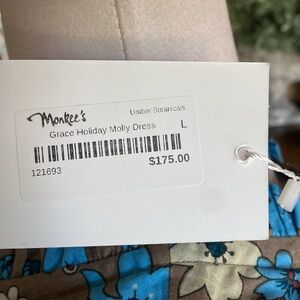 Monkee's
Umber Botanicals
Grace Holiday Molly Dress L
121693
$175.00